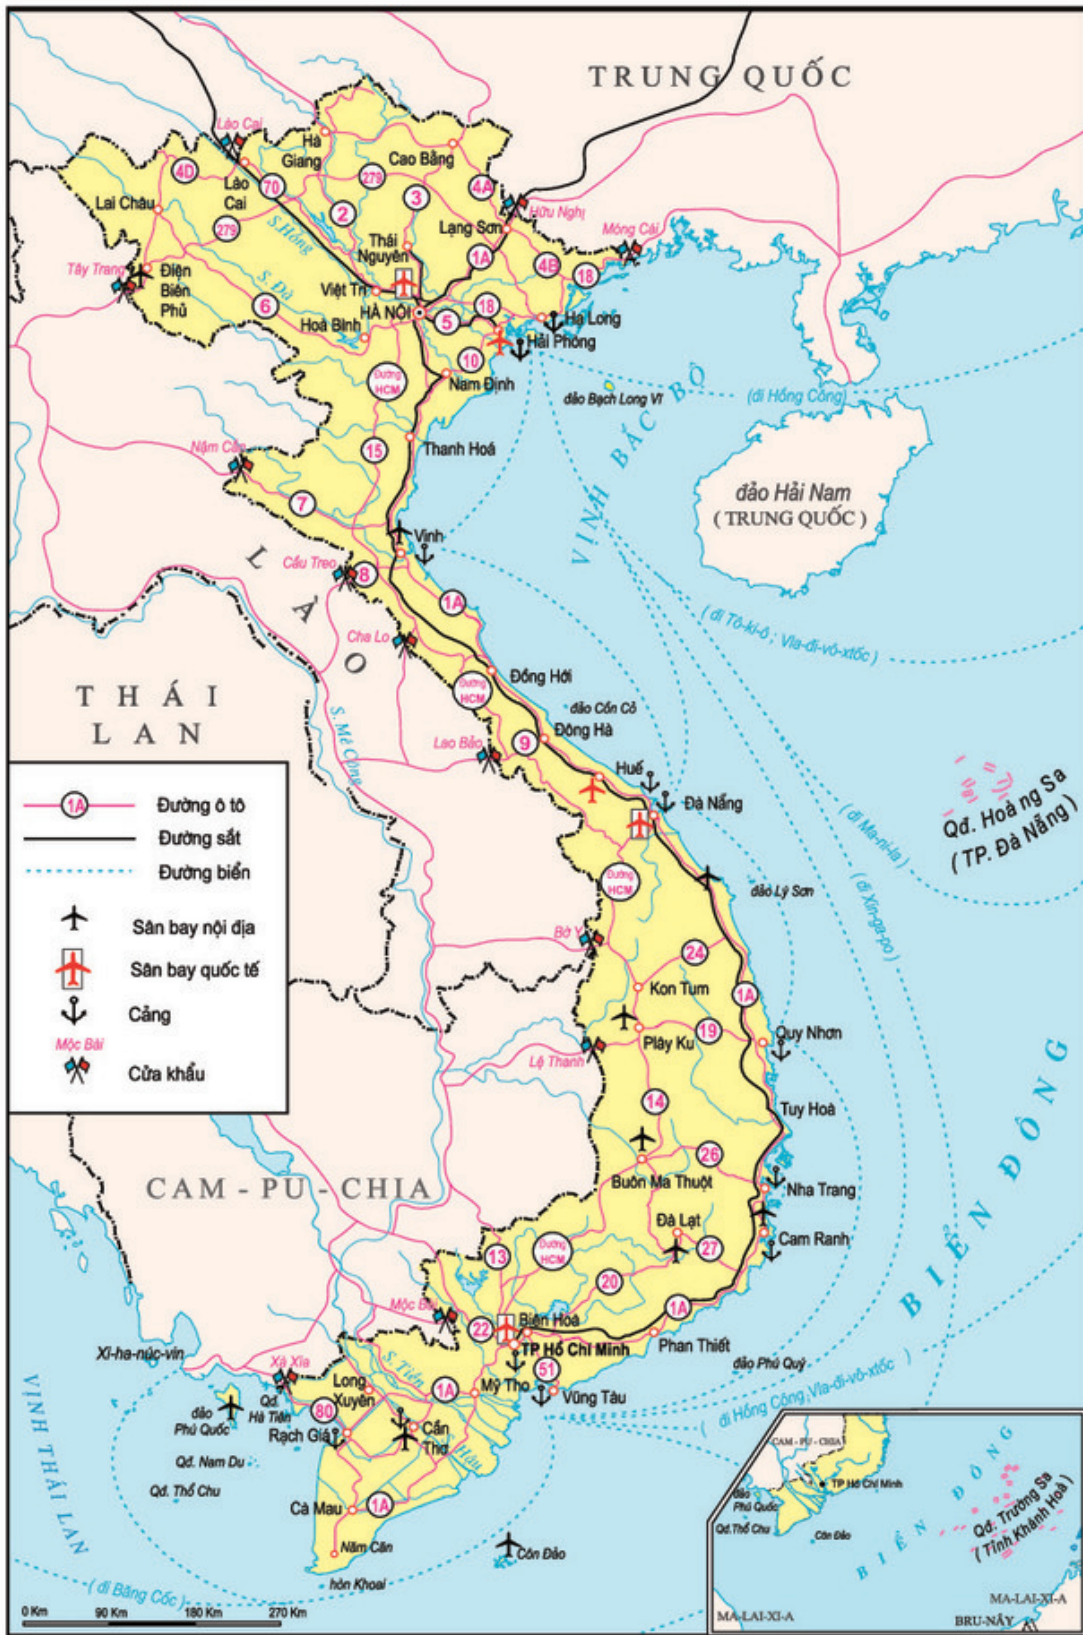 TRUNG QUỐC
Lào Cai
Hà
Giang
Cao Bằng
4D
Lào
Cai
70
279
3
4A
Hữu Nghị
Lai Châu
279
2
S.Hồng
Thái
Nguyên
Lạng Sơn
1A
4B
Móng Cái
18
Tây Trang
Điện
Biên
Phủ
S. Đà
6
Việt Trì
HÀ NỘI
Hoà Bình
5
18
Hạ Long
Hải Phòng
10
Nam Định
Đường
HCM
đảo Bạch Long Vĩ
(đi Hồng Công)
VỊNH BẮC BỘ
15
Thanh Hoá
Nậm Cắn
7
đảo Hải Nam
( TRUNG QUỐC )
Vinh
Cầu Treo
8
1A
LÀO
Cha Lo
( đi Tô-ki-ô ; Vla-đi-vô-xtốc )
THÁI
LAN
S. Mê Công
Đường
HCM
Đồng Hới
đảo Cồn Cỏ
Đông Hà
9
Lao Bảo
Huế
Đà Nẵng
Qđ. Hoàng Sa
( TP. Đà Nẵng )
( đi Ma-ni-la )
( đi Xin-ga-po )
1A Đường ô tô
Đường sắt
Đường biển
Sân bay nội địa
Sân bay quốc tế
Cảng
Mộc Bài
Cửa khẩu
Đường
HCM
đảo Lý Sơn
Bờ Y
24
Kon Tum
1A
19
Plây Ku
Quy Nhơn
Lệ Thanh
14
Tuy Hoà
BIỂN ĐÔNG
26
Buôn Ma Thuột
Nha Trang
CAM - PU - CHIA
Đà Lạt
Cam Ranh
13
Đường
HCM
27
20
1A
Mộc Bài
22
Biên Hoà
TP Hồ Chí Minh
Phan Thiết
51
Vũng Tàu
đảo Phú Quý
Xi-ha-núc-vin
Xà Xía
S. Tiền
Long
Xuyên
1A
Mỹ Tho
Qđ.
Hà Tiên
80
đảo
Phú Quốc
Rạch Giá
Cần
Thơ
S. Hậu
Qđ. Nam Du
Qđ. Thổ Chu
Cà Mau
1A
Năm Căn
hòn Khoai
Côn Đảo
VỊNH THÁI LAN
( đi Băng Cốc )
( đi Hồng Công, Vla-đi-vô-xtốc )
0 Km 90 Km 180 Km 270 Km
CAM - PU - CHIA
TP Hồ Chí Minh
đảo
Phú Quốc
Qđ.Thổ Chu
Côn Đảo
BIỂN ĐÔNG
Qđ. Trường Sa
( Tỉnh Khánh Hoà )
MA-LAI-XI-A
MA-LAI-XI-A
BRU-NÂY